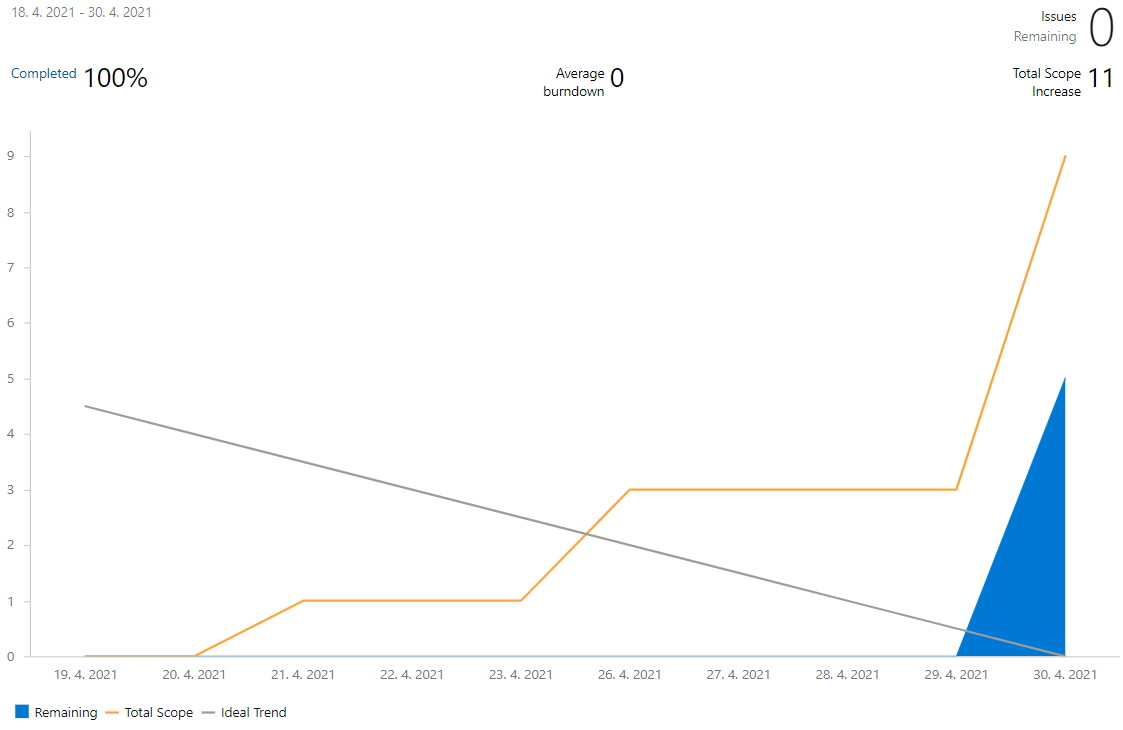 18. 4. 2021 - 30. 4. 2021
Issues
Remaining 0
Completed 100%
Average
burndown 0
Total Scope
Increase 11
9
8
7
6
5
4
3
2
1
0
19. 4. 2021 20. 4. 2021 21. 4. 2021 22. 4. 2021 23. 4. 2021 26. 4. 2021 27. 4. 2021 28. 4. 2021 29. 4. 2021 30. 4. 2021
Remaining Total Scope Ideal Trend